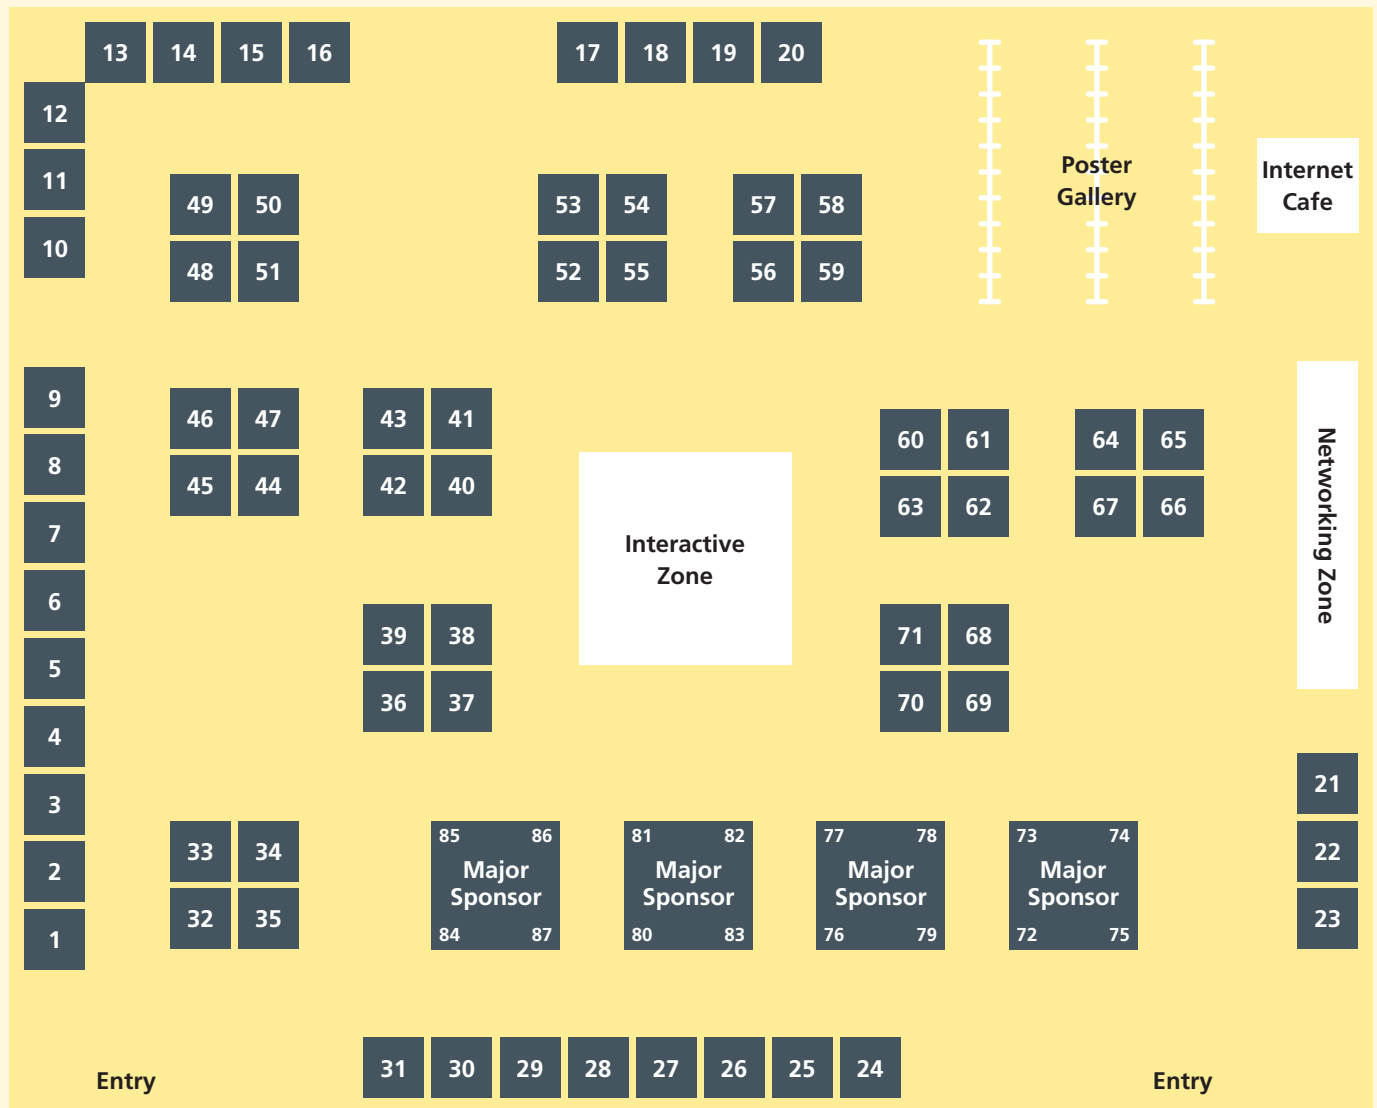 13 14 15 16 17 18 19 20
12
11
10
Poster
Gallery
Internet
Cafe
49 50 53 54 57 58
48 51 52 55 56 59
9
8
7
6
5
4
3
2
1
46 47 43 41
45 44 42 40
60 61 64 65
63 62 67 66
Interactive
Zone
Networking Zone
39 38 71 68
36 37 70 69
21
22
23
33 34
32 35
85 86
Major
Sponsor
84 87
81 82
Major
Sponsor
80 83
77 78
Major
Sponsor
76 79
73 74
Major
Sponsor
72 75
31 30 29 28 27 26 25 24
Entry
Entry